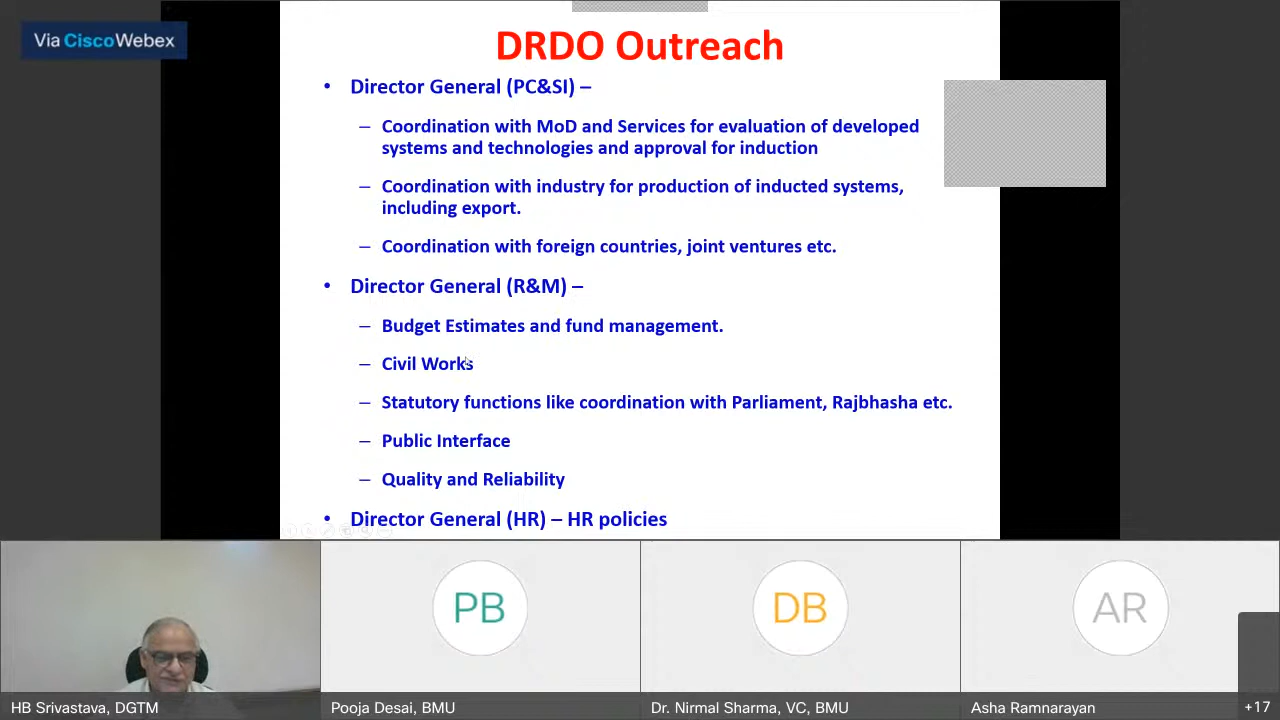 Via Cisco Webex
DRDO Outreach
• Director General (PC&SI) –
– Coordination with MoD and Services for evaluation of developed
systems and technologies and approval for induction
– Coordination with industry for production of inducted systems,
including export.
– Coordination with foreign countries, joint ventures etc.
• Director General (R&M) –
– Budget Estimates and fund management.
– Civil Works
– Statutory functions like coordination with Parliament, Rajbhasha etc.
– Public Interface
– Quality and Reliability
• Director General (HR) – HR policies
PB
DB
AR
HB Srivastava, DGTM
Pooja Desai, BMU
Dr. Nirmal Sharma, VC, BMU
Asha Ramnarayan
+17